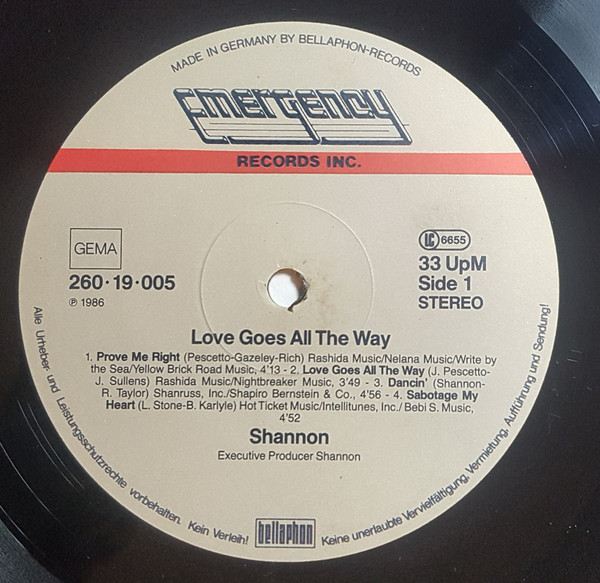 MADE IN GERMANY BY BELLAPHON-RECORDS
Emergency
RECORDS INC.
GEMA
LC 6655
260·19·005
33 UpM
Side 1
℗ 1986
STEREO
Love Goes All The Way
1. Prove Me Right (Pescetto-Gazeley-Rich) Rashida Music/Nelana Music/Write by
the Sea/Yellow Brick Road Music, 4'13 - 2. Love Goes All The Way (J. Pescetto-
J. Sullens) Rashida Music/Nightbreaker Music, 3'49 - 3. Dancin' (Shannon-
R. Taylor) Shanruss, Inc./Shapiro Bernstein & Co., 4'56 - 4. Sabotage My
Heart (L. Stone-B. Karlyle) Hot Ticket Music/Intellitunes, Inc./Bebi S. Music,
4'52
Shannon
Executive Producer Shannon
bellaphon
Alle Urheber- und Leistungsschutzrechte vorbehalten. Kein Verleih! Keine unerlaubte Vervielfältigung, Vermietung, Aufführung und Sendung!